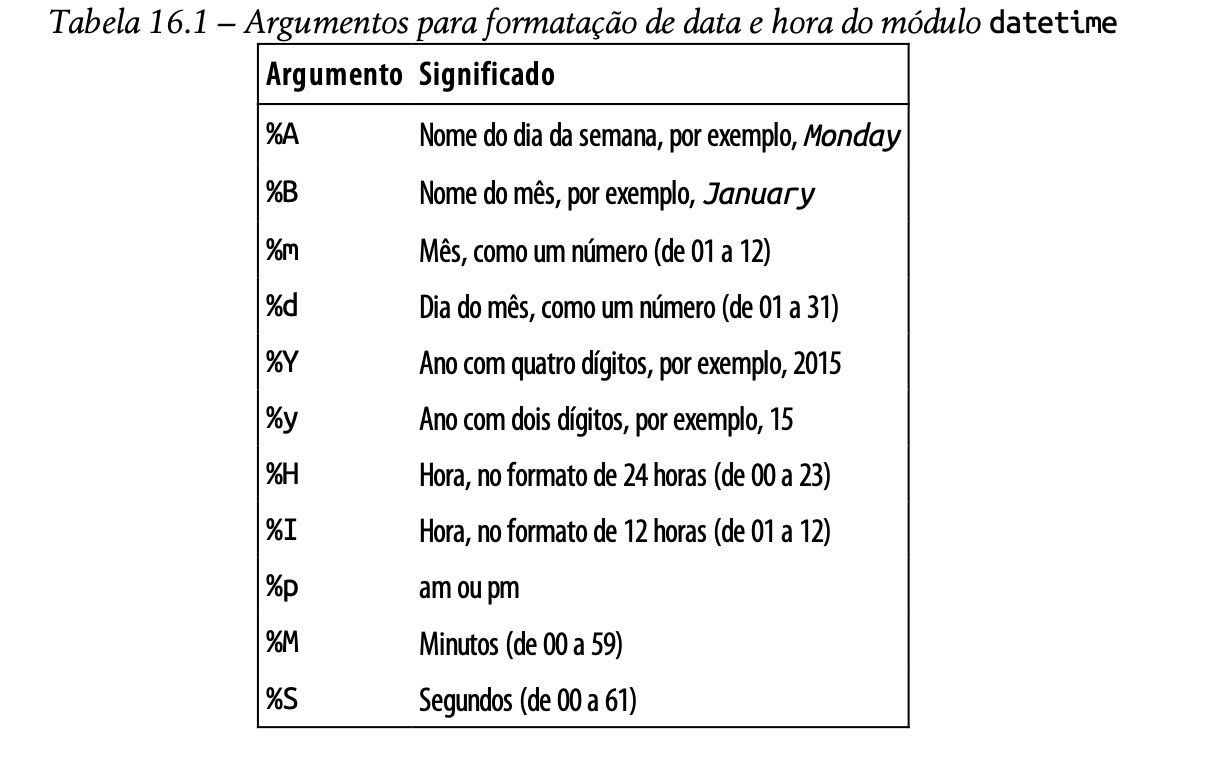 Tabela 16.1 – Argumentos para formatação de data e hora do módulo datetime
Argumento Significado
%A Nome do dia da semana, por exemplo, Monday
%B Nome do mês, por exemplo, January
%m Mês, como um número (de 01 a 12)
%d Dia do mês, como um número (de 01 a 31)
%Y Ano com quatro dígitos, por exemplo, 2015
%y Ano com dois dígitos, por exemplo, 15
%H Hora, no formato de 24 horas (de 00 a 23)
%I Hora, no formato de 12 horas (de 01 a 12)
%p am ou pm
%M Minutos (de 00 a 59)
%S Segundos (de 00 a 61)